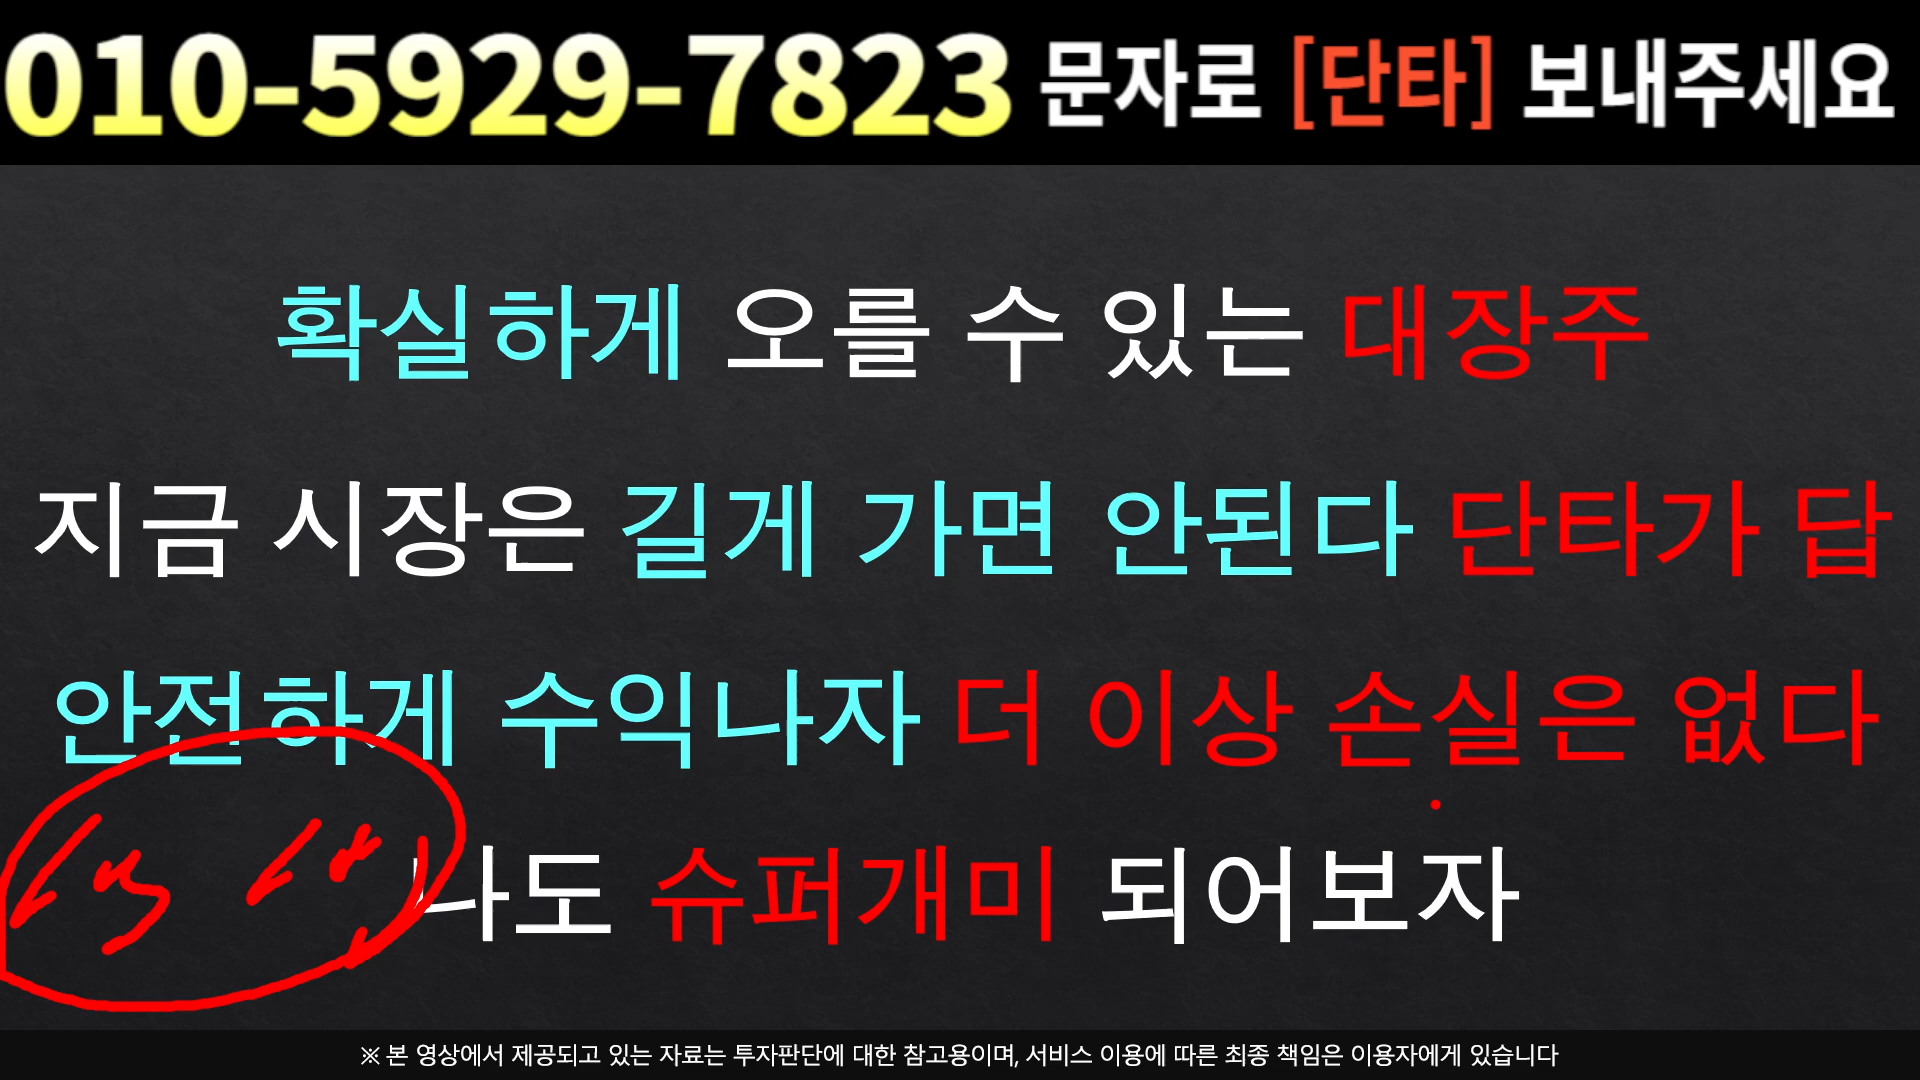 010-5929-7823 문자로 [단타] 보내주세요
확실하게 오를 수 있는 대장주
지금 시장은 길게 가면 안된다 단타가 답
안전하게 수익나자 더 이상 손실은 없다
나도 슈퍼개미 되어보자
※ 본 영상에서 제공되고 있는 자료는 투자판단에 대한 참고용이며, 서비스 이용에 따른 최종 책임은 이용자에게 있습니다